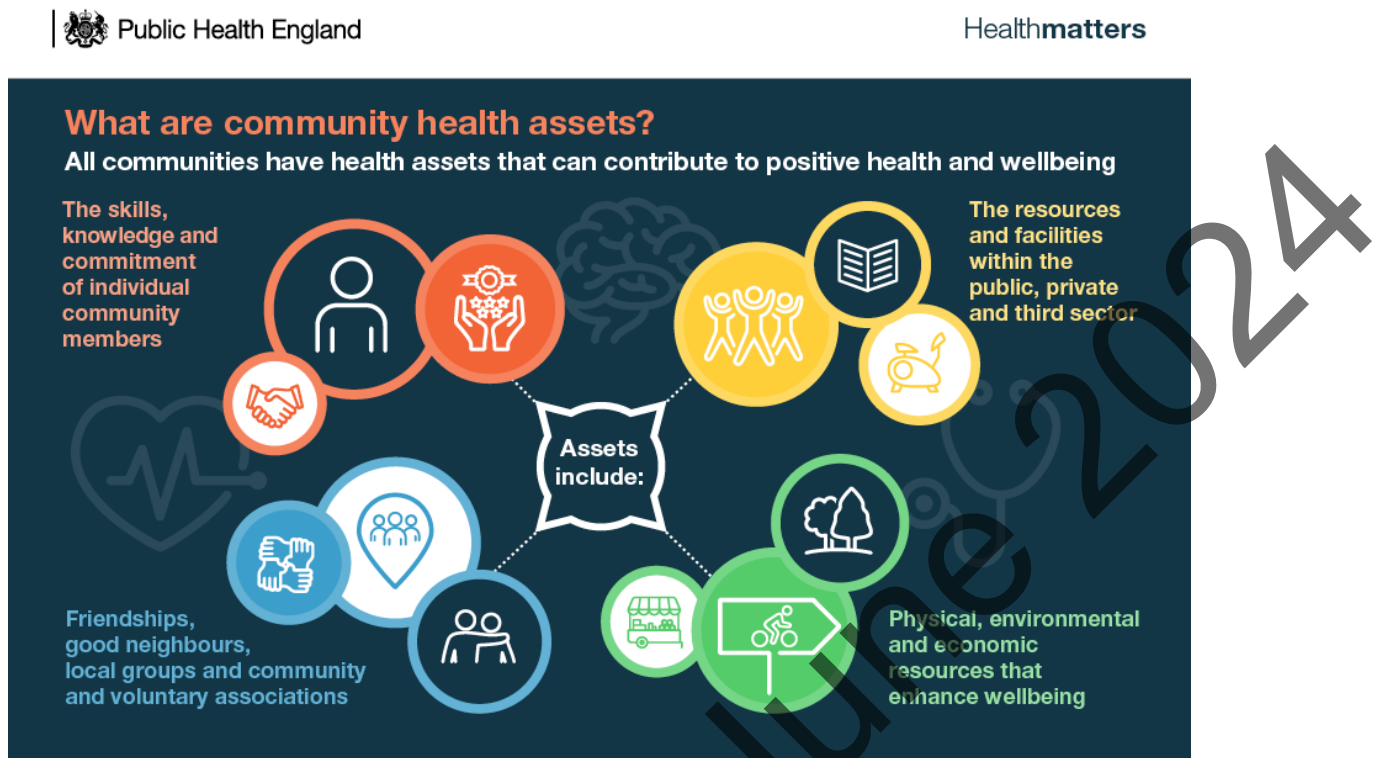 Public Health England
Healthmatters
What are community health assets?
All communities have health assets that can contribute to positive health and wellbeing
The skills,
knowledge and
commitment
of individual
community
members
The resources
and facilities
within the
public, private
and third sector
Assets
include:
Friendships,
good neighbours,
local groups and community
and voluntary associations
Physical, environmental
and economic
resources that
enhance wellbeing
June 2024